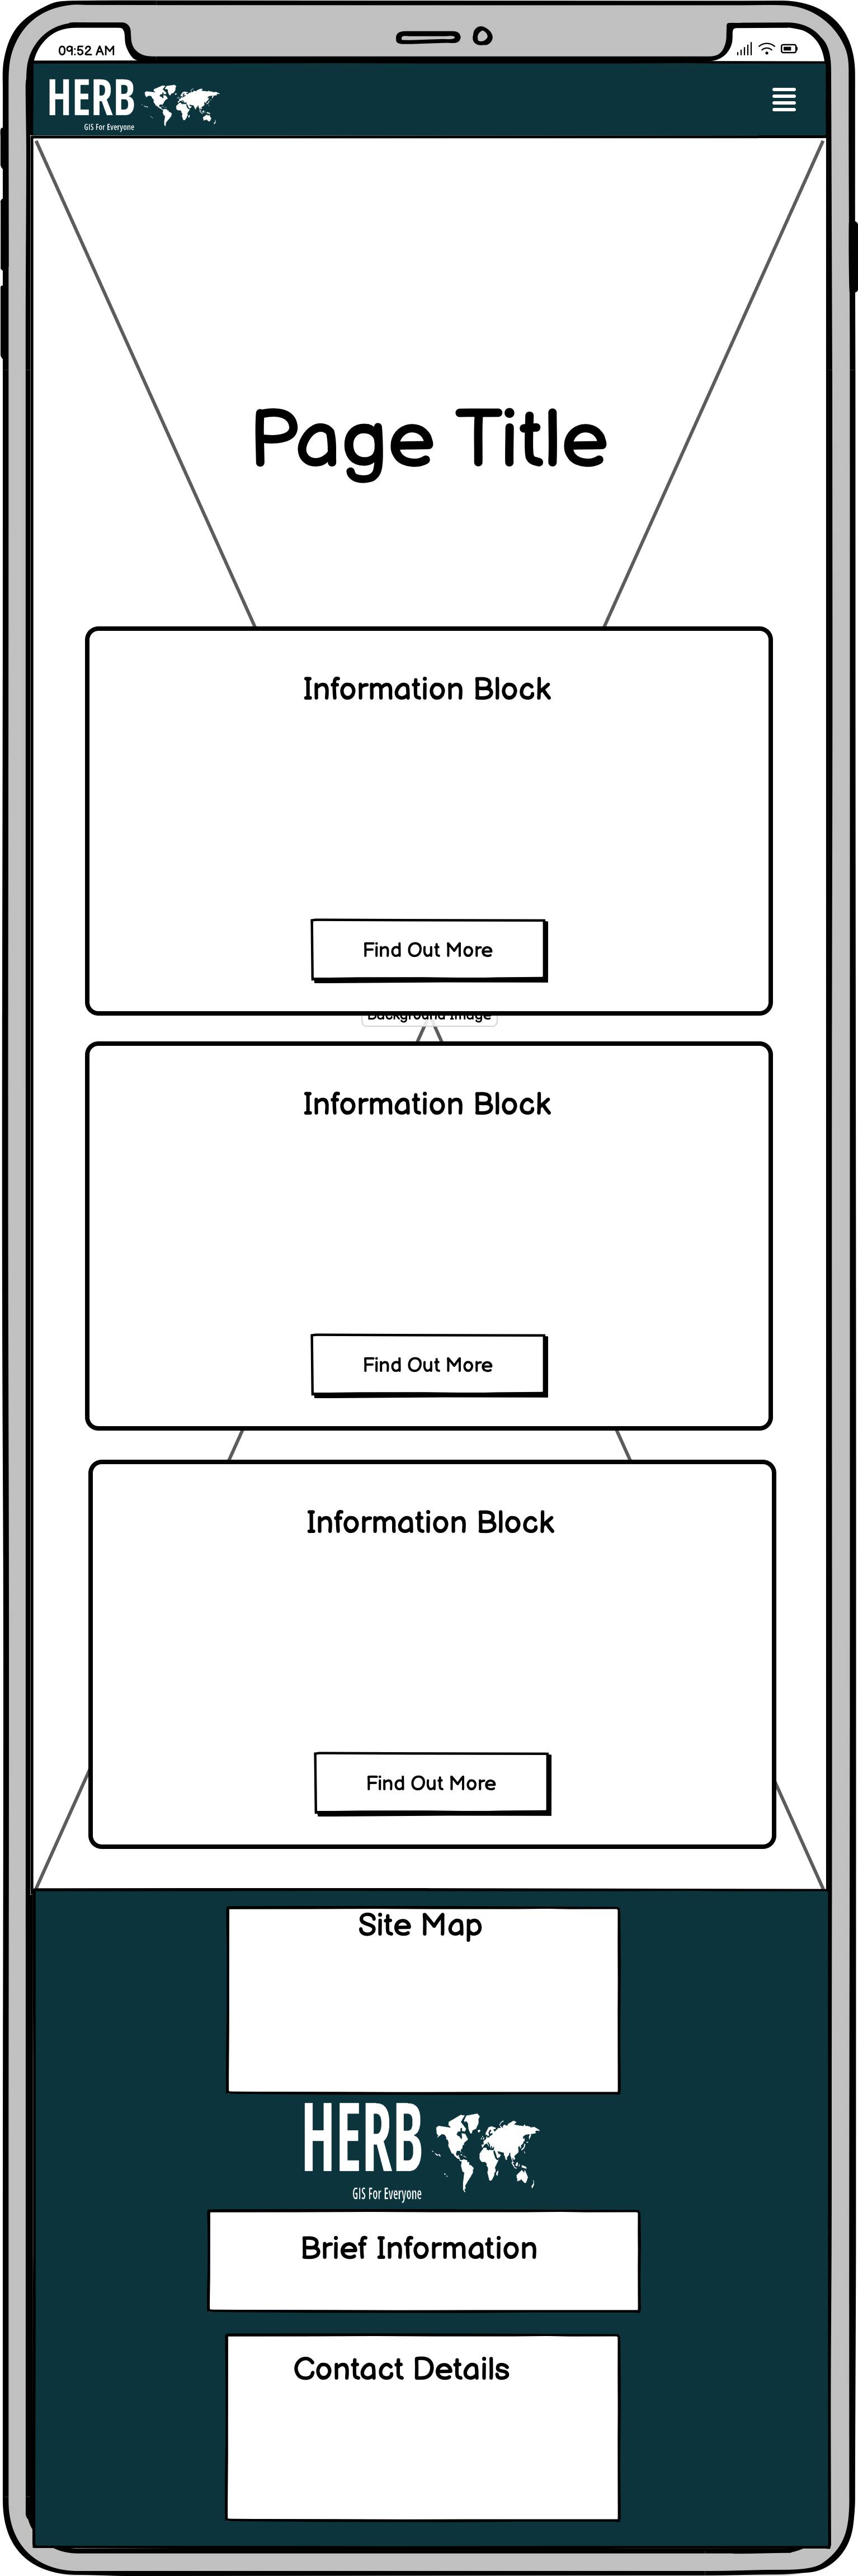 09:52 AM
HERB
GIS For Everyone
Page Title
Information Block
Find Out More
Background Image
Information Block
Find Out More
Information Block
Find Out More
Site Map
HERB
GIS For Everyone
Brief Information
Contact Details